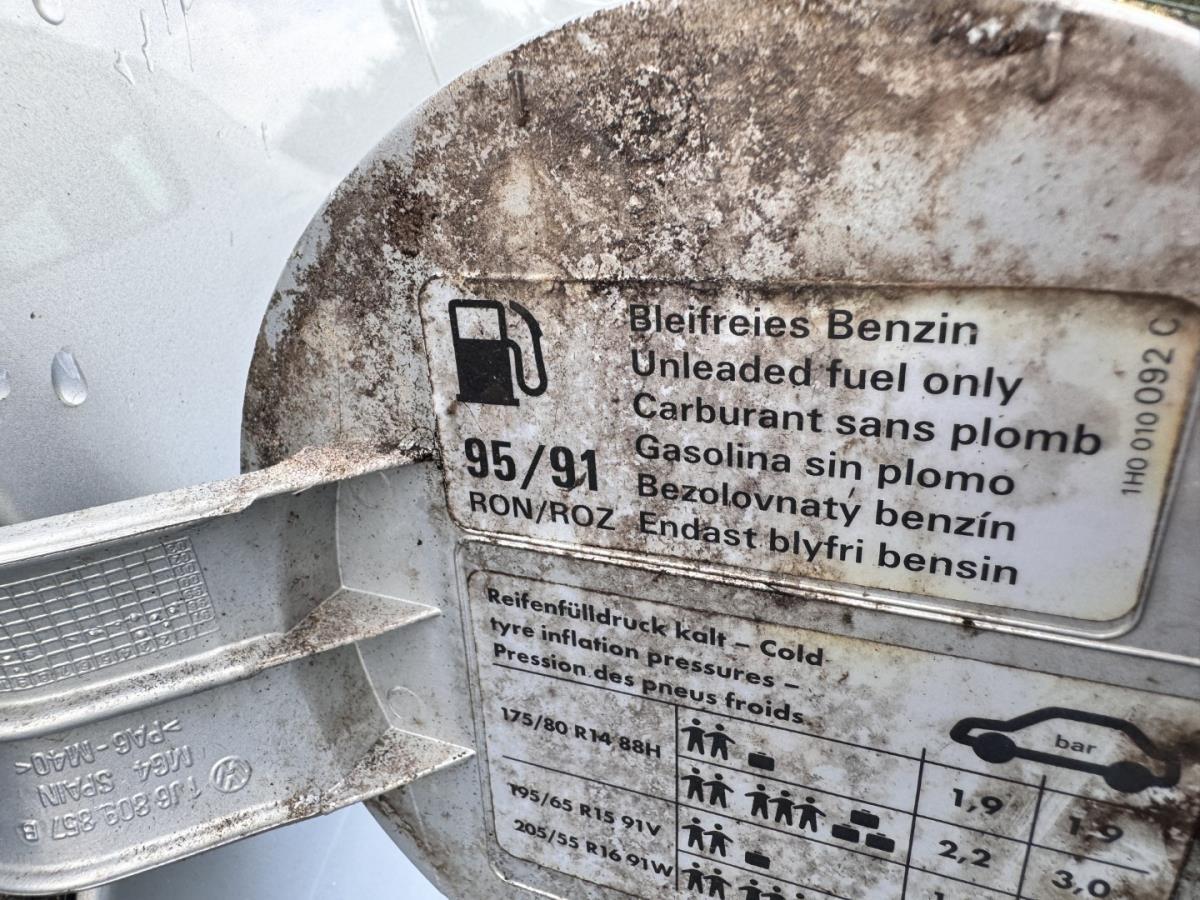 Bleifreies Benzin
Unleaded fuel only
Carburant sans plomb
Gasolina sin plomo
Bezolovnatý benzín
Endast blyfri bensin
95/91
RON/ROZ
1H0 010 092 C
Reifenfülldruck kalt – Cold
tyre inflation pressures –
Pression des pneus froids
bar
175/80 R14 88H
1,9 1,9
2,2 3,0
195/65 R15 91V
205/55 R16 91W
1J6 809 857 B
M64 SPAIN
>PA6-M40<